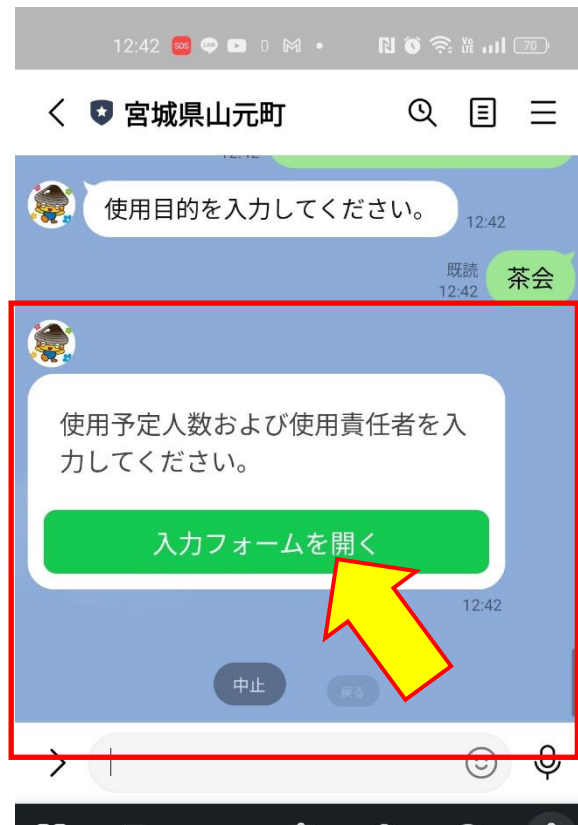 12:42 SOS 70
宮城県山元町
使用目的を入力してください。
12:42
既読
12:42
茶会
使用予定人数および使用責任者を入
力してください。
入力フォームを開く
12:42
中止
戻る